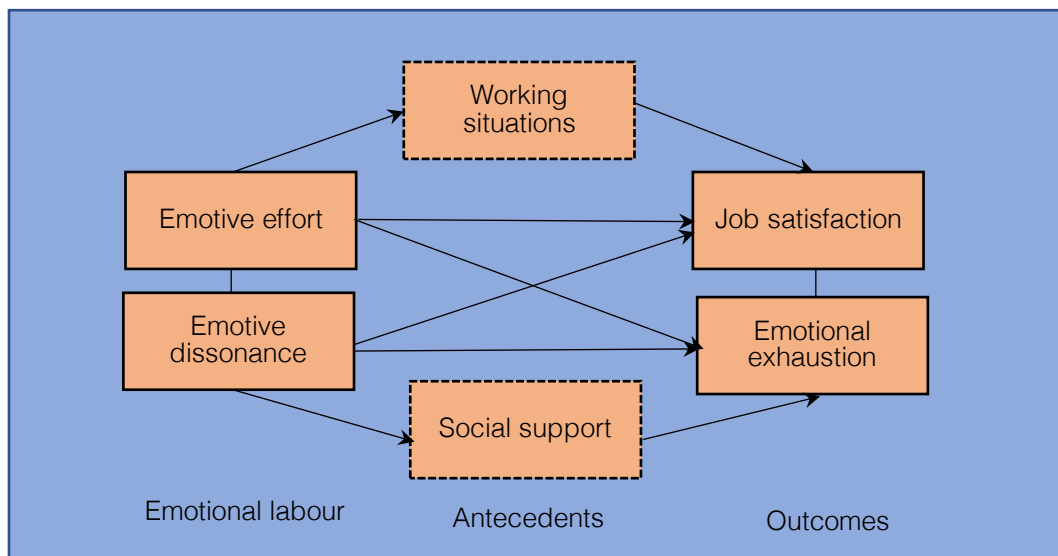 Working
situations
Emotive effort
Job satisfaction
Emotive
dissonance
Emotional
exhaustion
Social support
Emotional labour
Antecedents
Outcomes